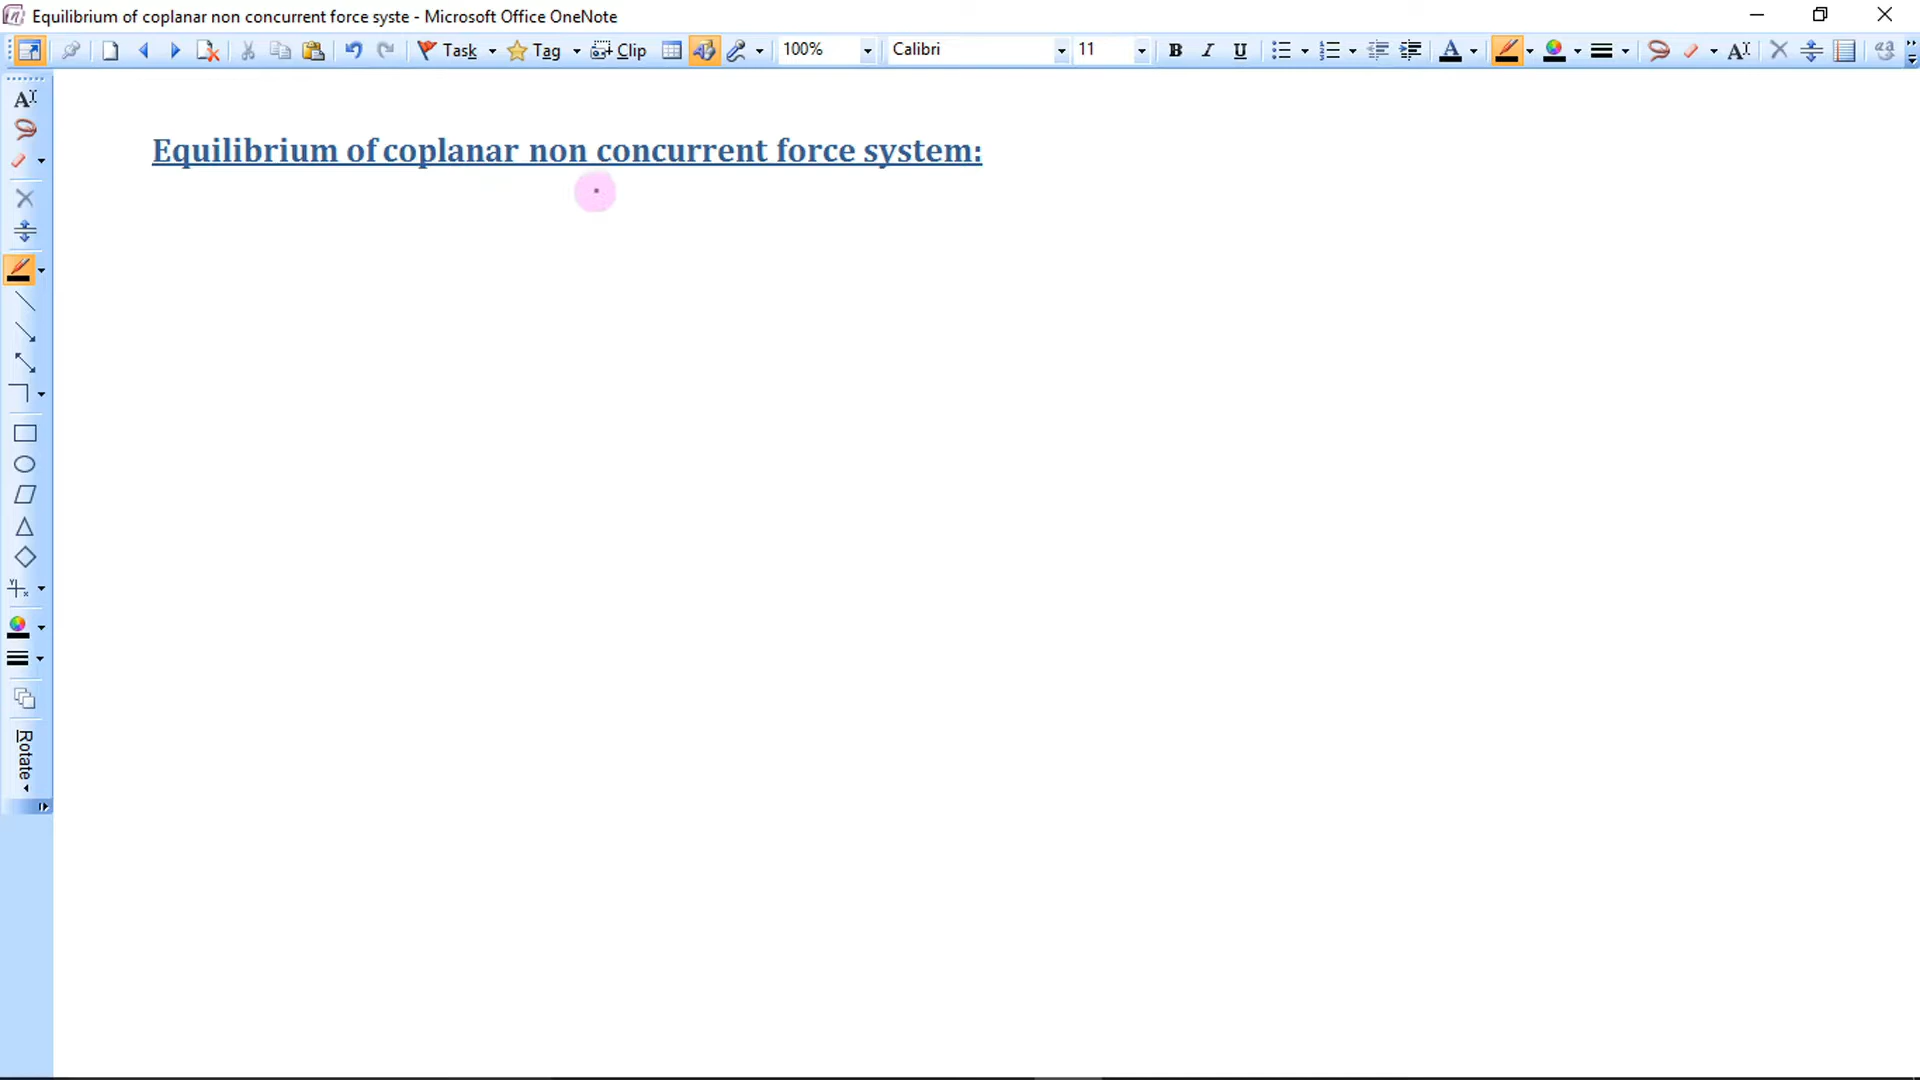 Equilibrium of coplanar non concurrent force syste - Microsoft Office OneNote
Task Tag Clip 100% Calibri 11 B I U A
Equilibrium of coplanar non concurrent force system:
Rotate